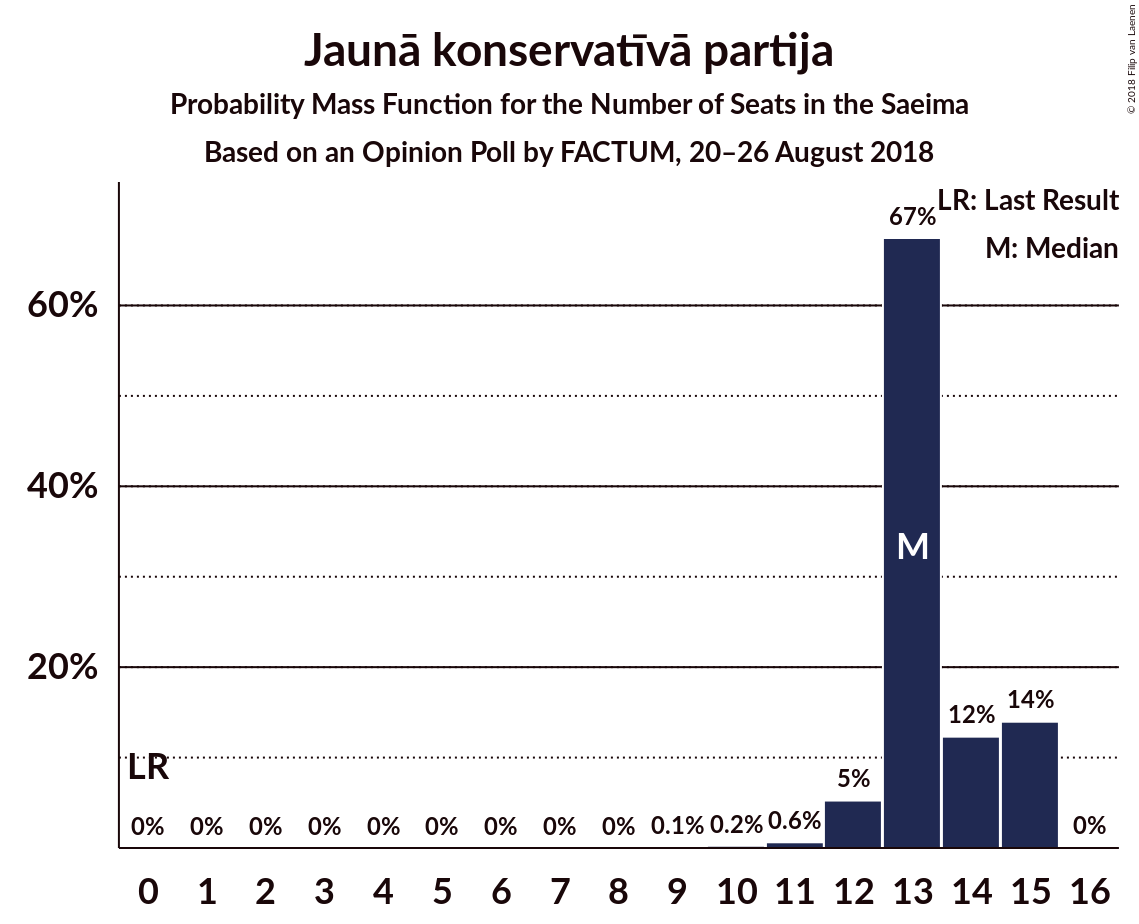 Jaunā konservatīvā partija
Probability Mass Function for the Number of Seats in the Saeima
Based on an Opinion Poll by FACTUM, 20–26 August 2018
© 2018 Filip van Laenen
LR: Last Result
M: Median
60%
40%
20%
LR
M
0% 0% 0% 0% 0% 0% 0% 0% 0% 0.1% 0.2% 0.6% 5% 67% 12% 14% 0%
0 1 2 3 4 5 6 7 8 9 10 11 12 13 14 15 16